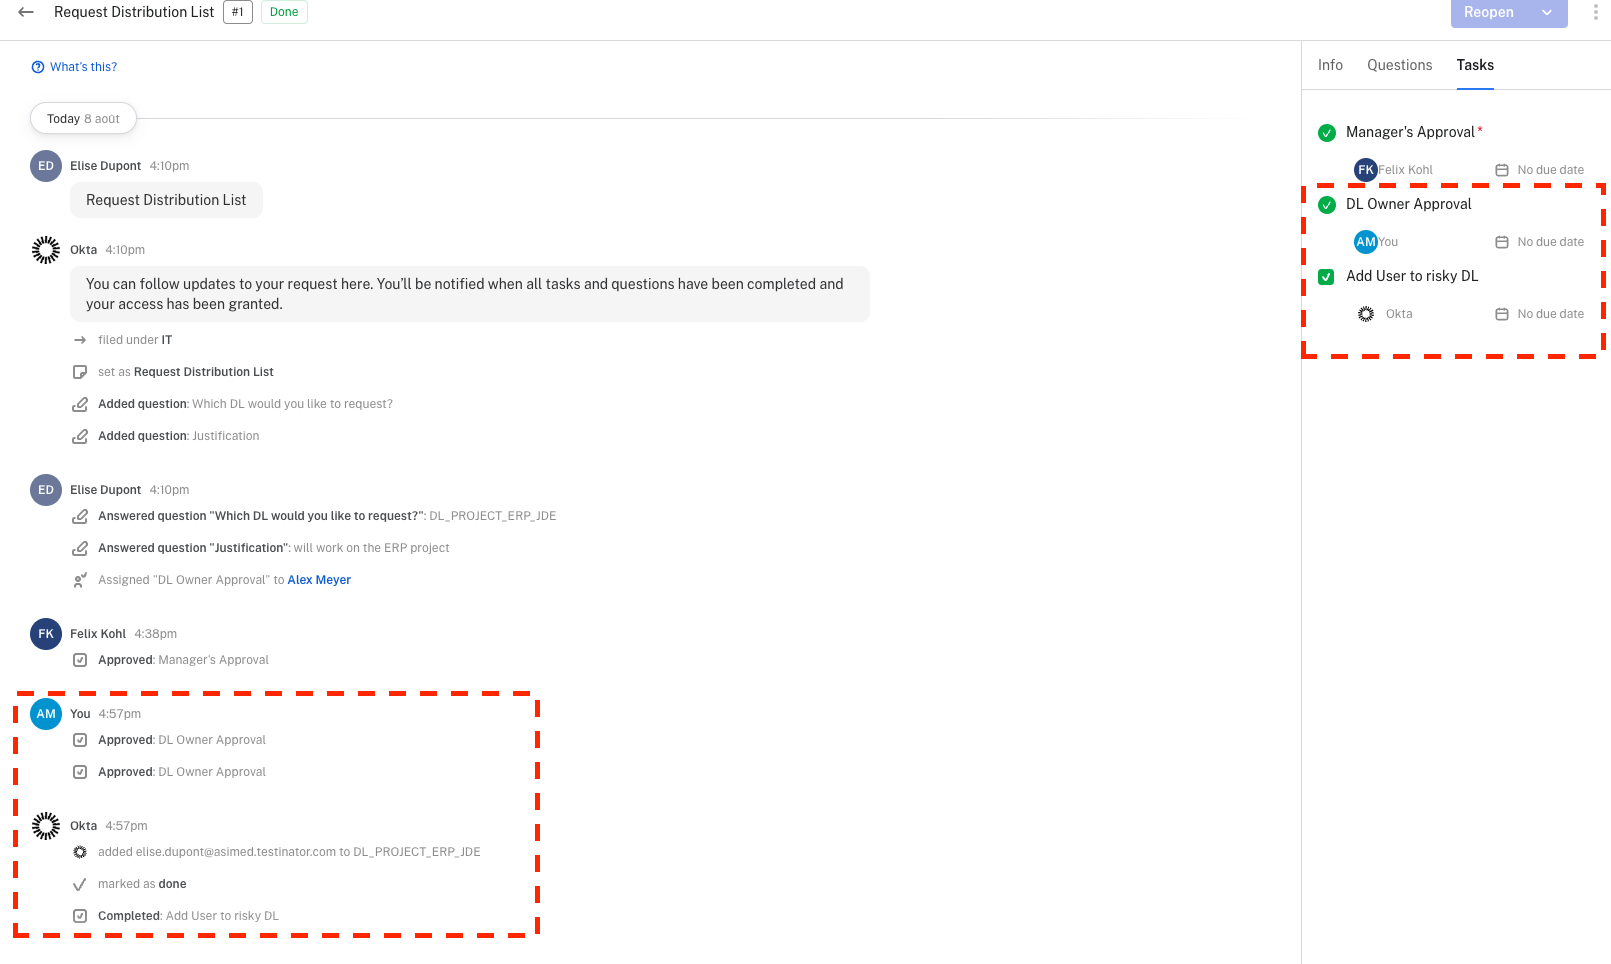 Request Distribution List #1 Done
Reopen
What's this?
Today 8 août
ED Elise Dupont 4:10pm
Request Distribution List
Okta 4:10pm
You can follow updates to your request here. You'll be notified when all tasks and questions have been completed and
your access has been granted.
filed under IT
set as Request Distribution List
Added question: Which DL would you like to request?
Added question: Justification
ED Elise Dupont 4:10pm
Answered question "Which DL would you like to request?": DL_PROJECT_ERP_JDE
Answered question "Justification": will work on the ERP project
Assigned "DL Owner Approval" to Alex Meyer
FK Felix Kohl 4:38pm
Approved: Manager's Approval
AM You 4:57pm
Approved: DL Owner Approval
Approved: DL Owner Approval
Okta 4:57pm
added elise.dupont@asimed.testinator.com to DL_PROJECT_ERP_JDE
marked as done
Completed: Add User to risky DL
Info Questions Tasks
Manager's Approval*
FK Felix Kohl No due date
DL Owner Approval
AM You No due date
Add User to risky DL
Okta No due date